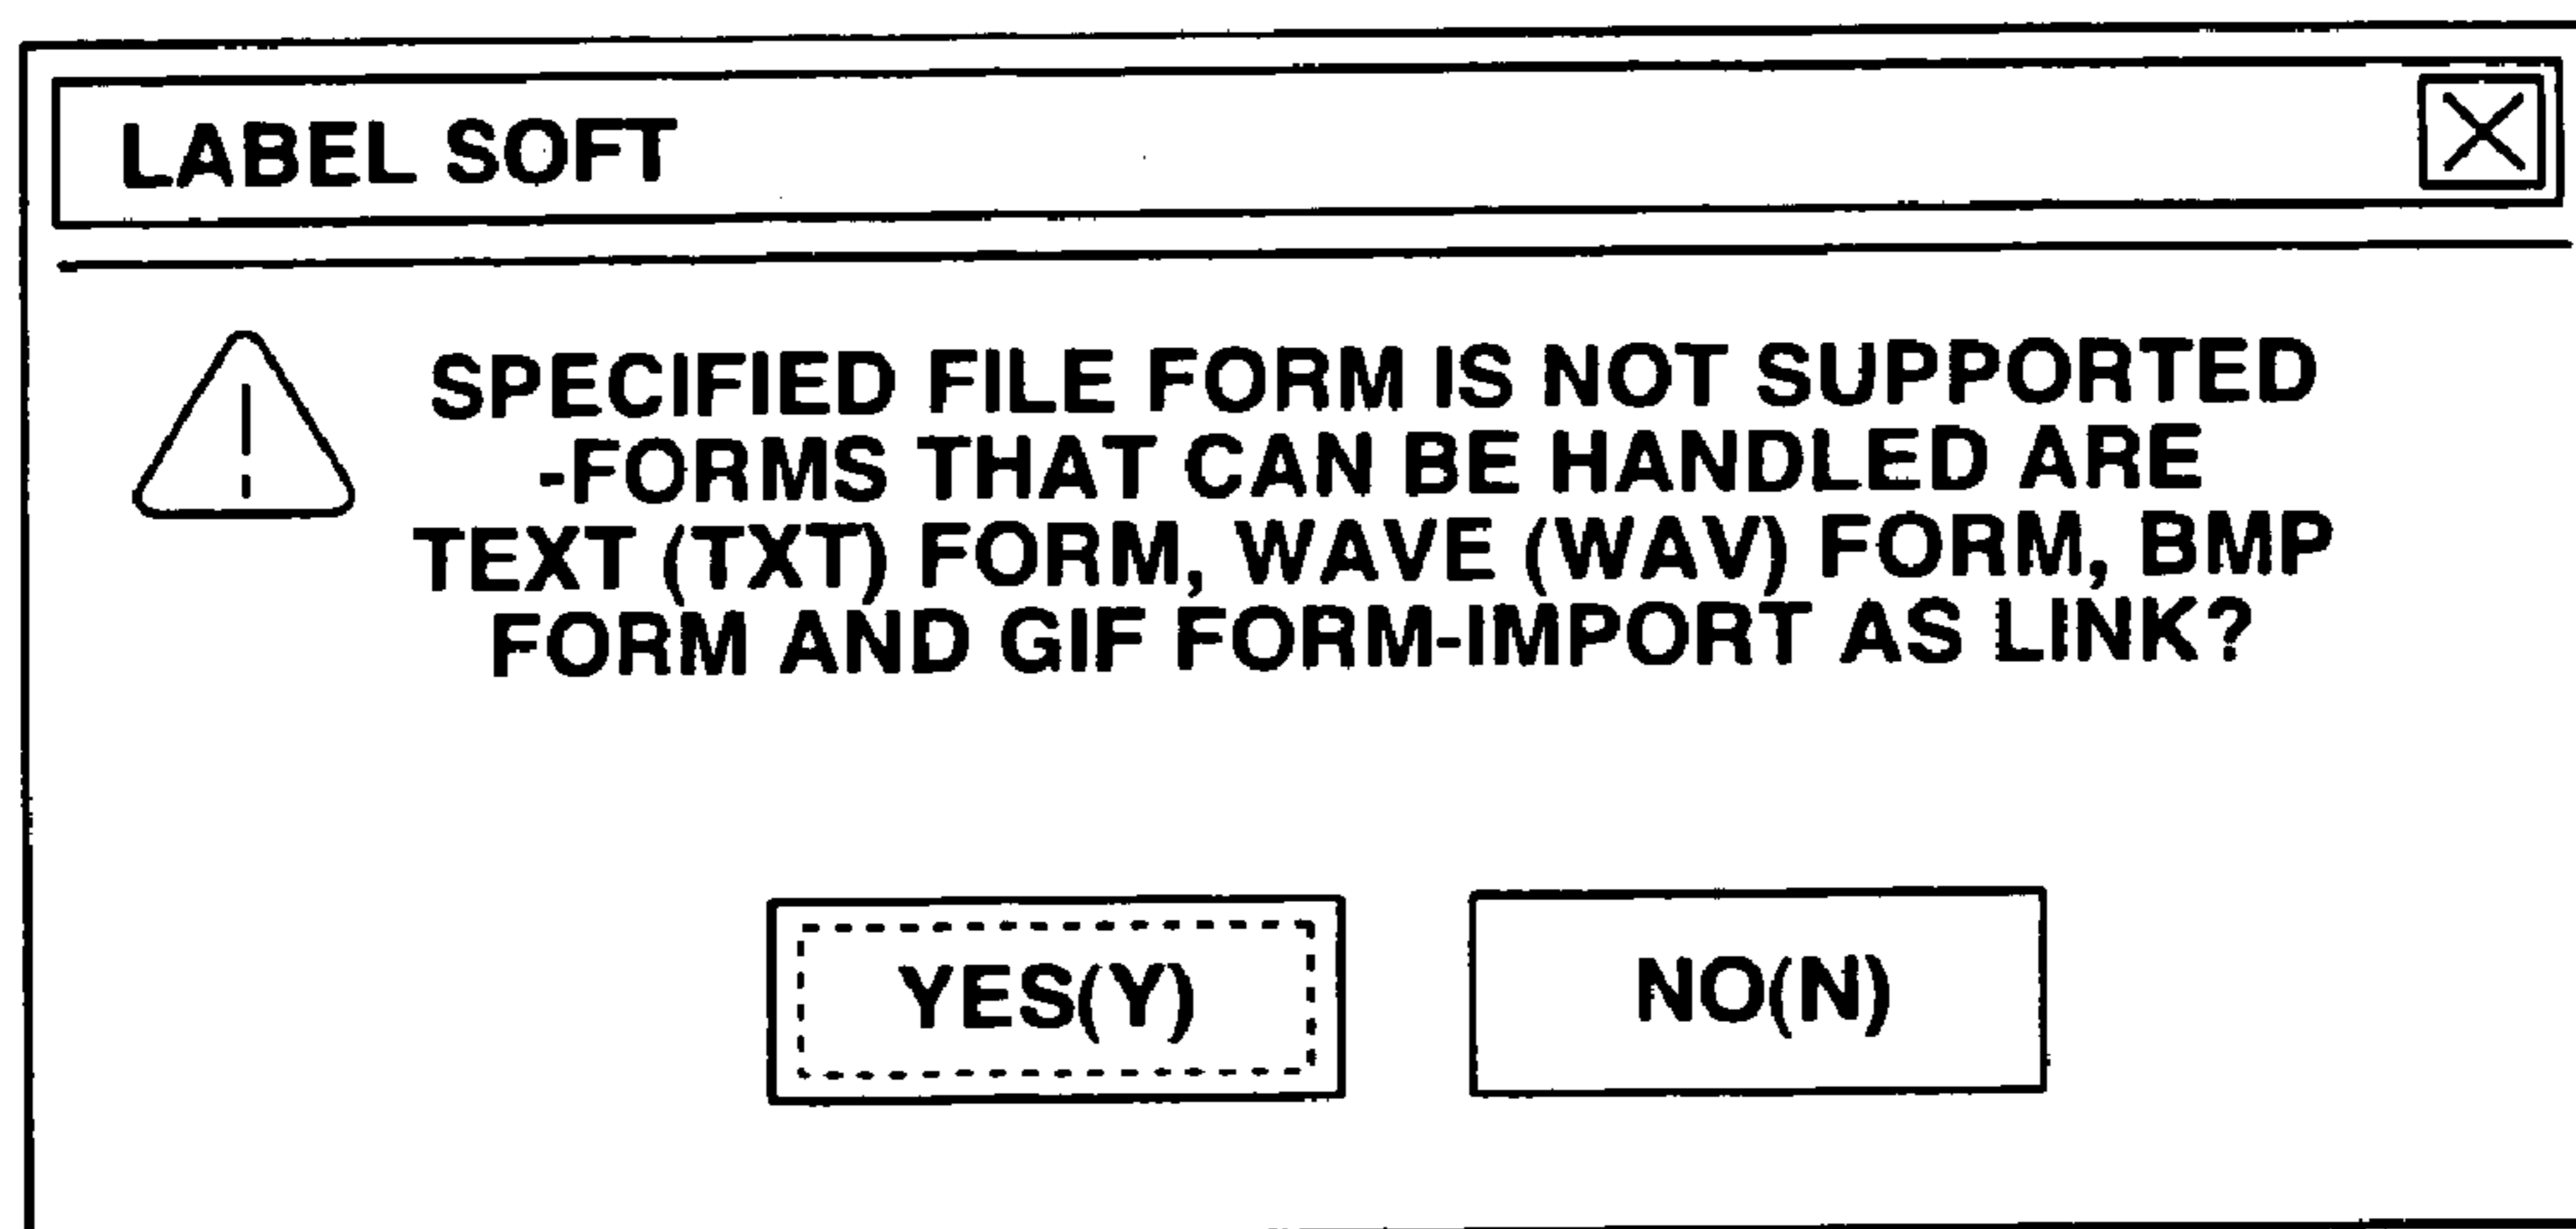 LABEL SOFT
SPECIFIED FILE FORM IS NOT SUPPORTED
-FORMS THAT CAN BE HANDLED ARE
TEXT (TXT) FORM, WAVE (WAV) FORM, BMP
FORM AND GIF FORM-IMPORT AS LINK?
YES(Y)
NO(N)